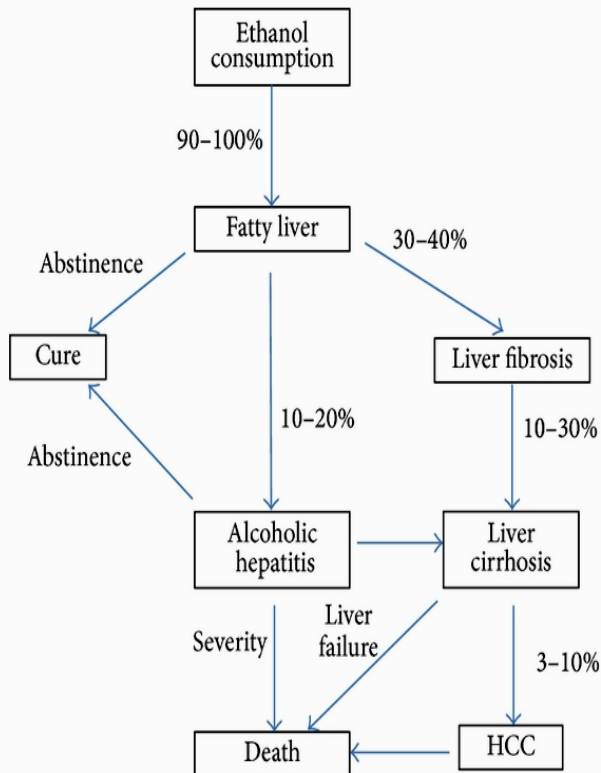 Ethanol
consumption
90–100%
Fatty liver
30–40%
Abstinence
Cure
Liver fibrosis
10–20%
10–30%
Abstinence
Alcoholic
hepatitis
Liver
cirrhosis
Severity
Liver
failure
3–10%
Death
HCC